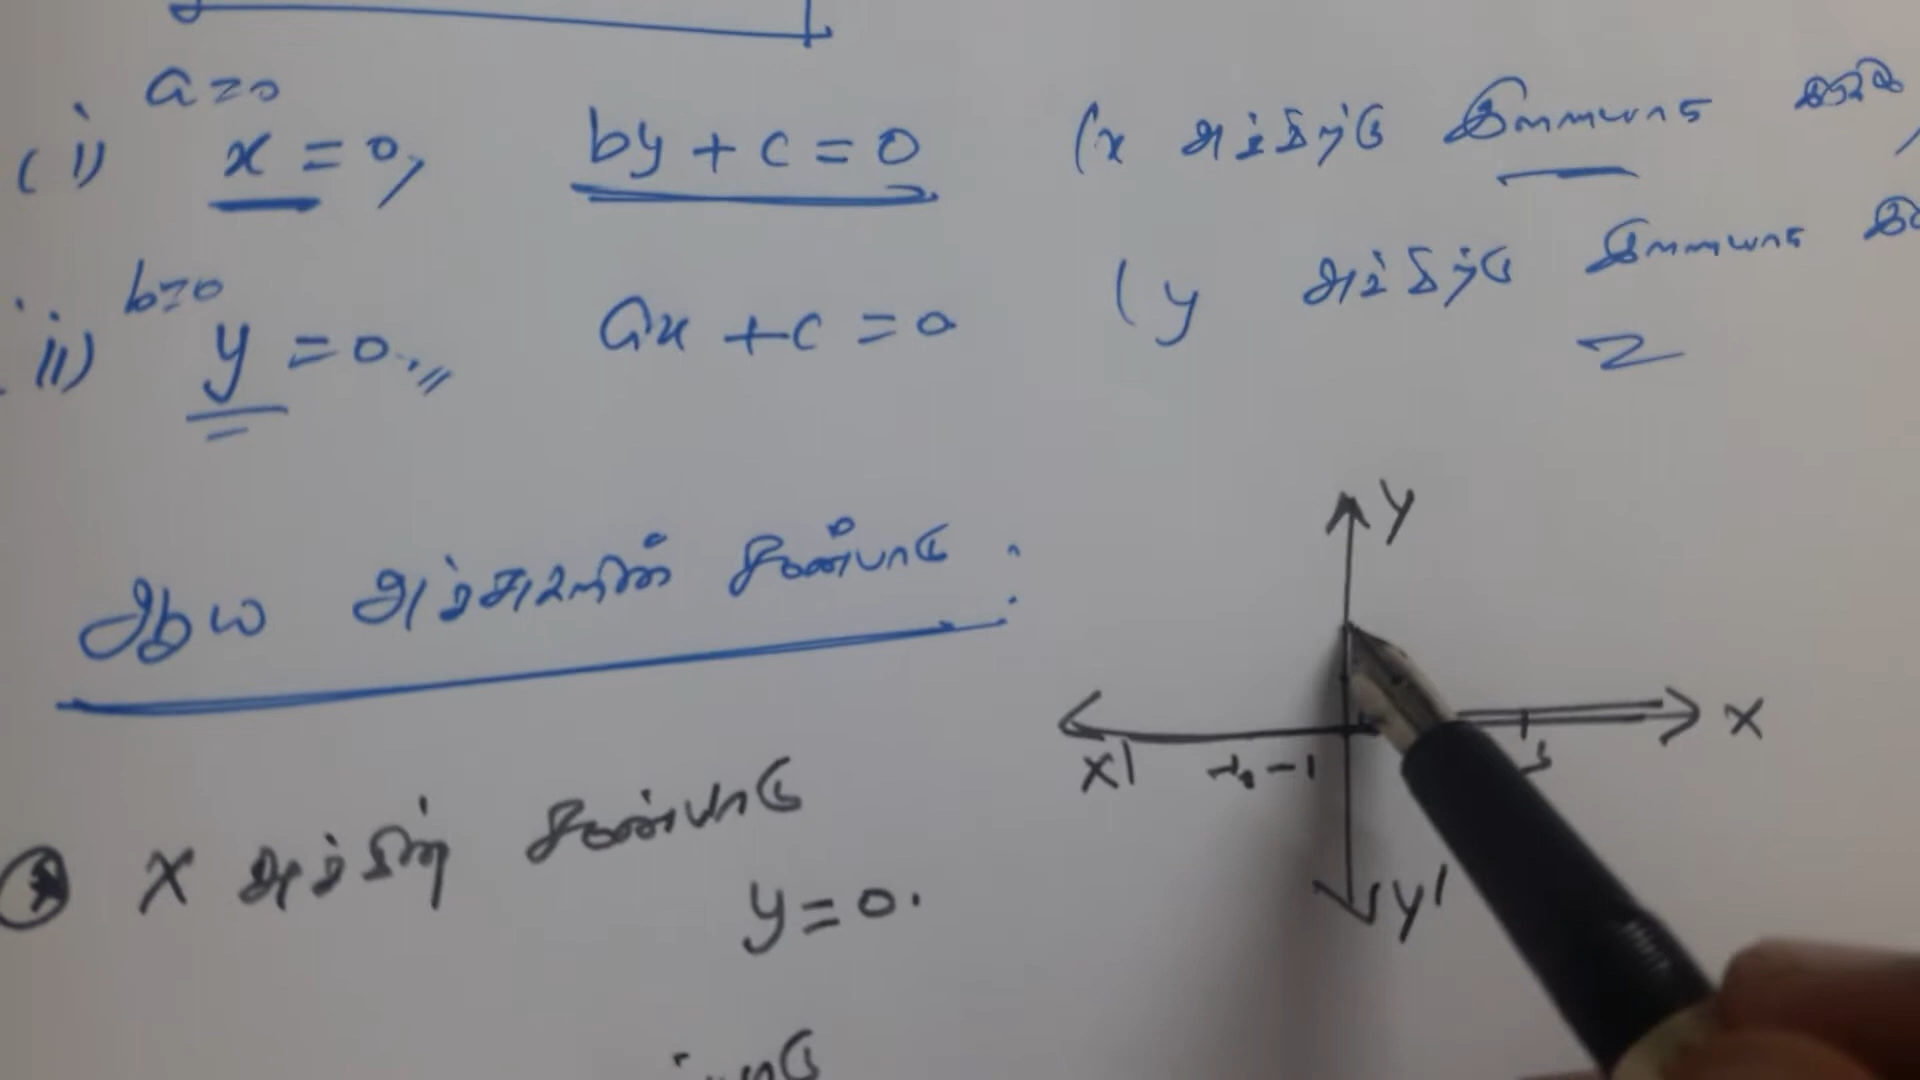 a=0
(i) x=0, by + c = 0 (x அச்சிற்கு இணையாக
b=0
ii) y = 0. ax + c = 0 (y அச்சிற்கு இணையாக
ஆய அச்சுகளின் சமன்பாடு :
X அச்சின் சமன்பாடு
y = 0.
Y
X' -2 -1 X
Y'